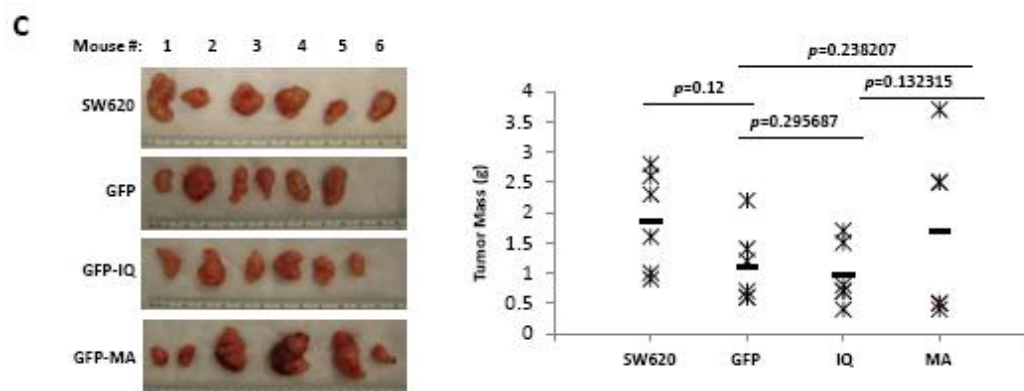 C
Mouse #: 1 2 3 4 5 6
SW620
GFP
GFP-IQ
GFP-MA
p=0.238207
p=0.132315
p=0.12
p=0.295687
Tumor Mass (g)
4
3.5
3
2.5
2
1.5
1
0.5
0
SW620 GFP IQ MA